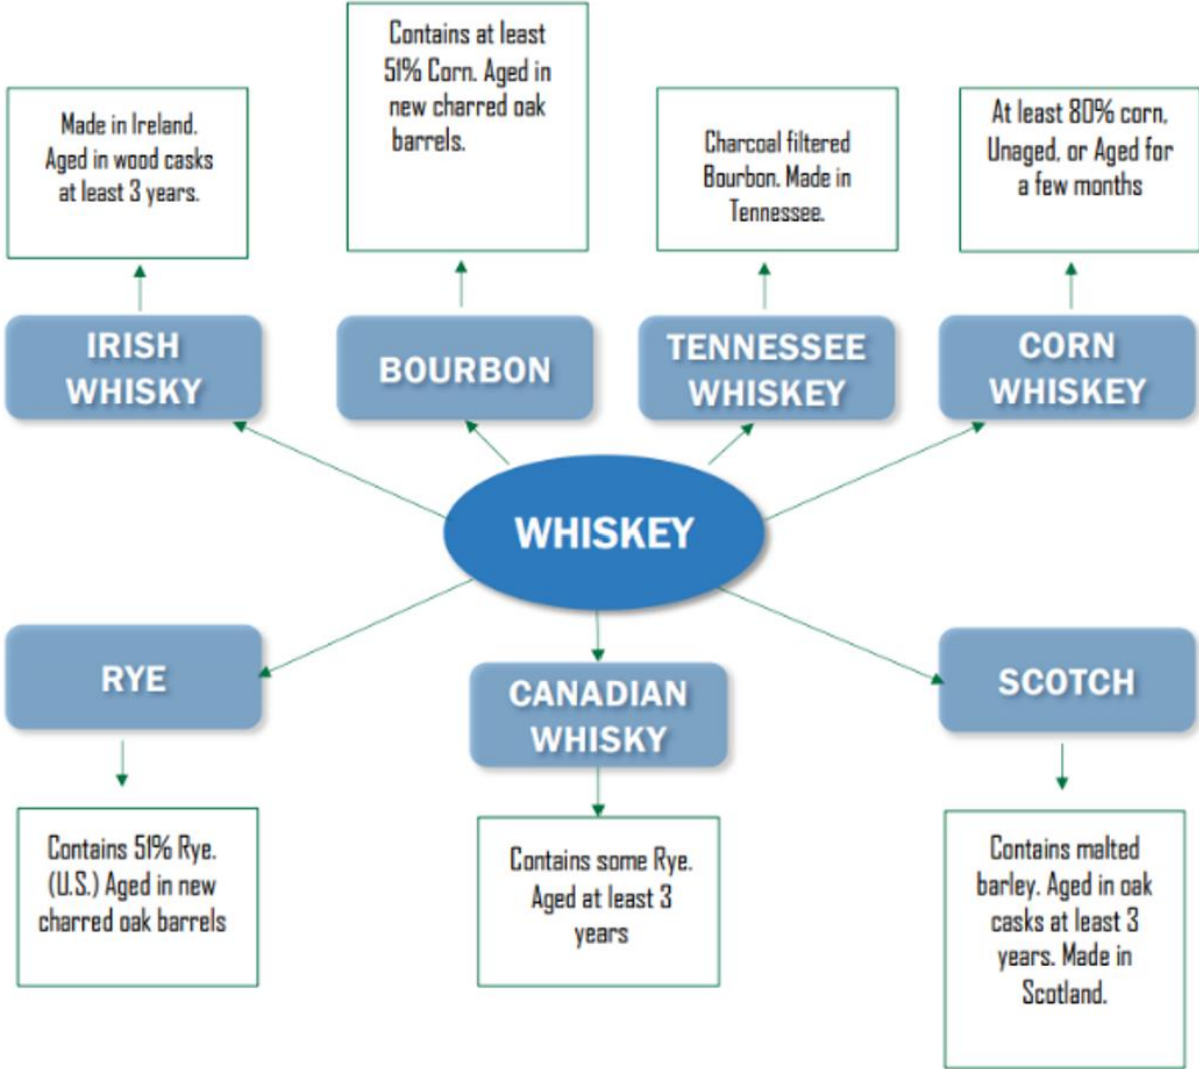 Contains at least
51% Corn. Aged in
new charred oak
barrels.
Made in Ireland.
Aged in wood casks
at least 3 years.
Charcoal filtered
Bourbon. Made in
Tennessee.
At least 80% corn,
Unaged, or Aged for
a few months
IRISH
WHISKY
BOURBON
TENNESSEE
WHISKEY
CORN
WHISKEY
WHISKEY
RYE
CANADIAN
WHISKY
SCOTCH
Contains 51% Rye.
(U.S.) Aged in new
charred oak barrels
Contains some Rye.
Aged at least 3
years
Contains malted
barley. Aged in oak
casks at least 3
years. Made in
Scotland.